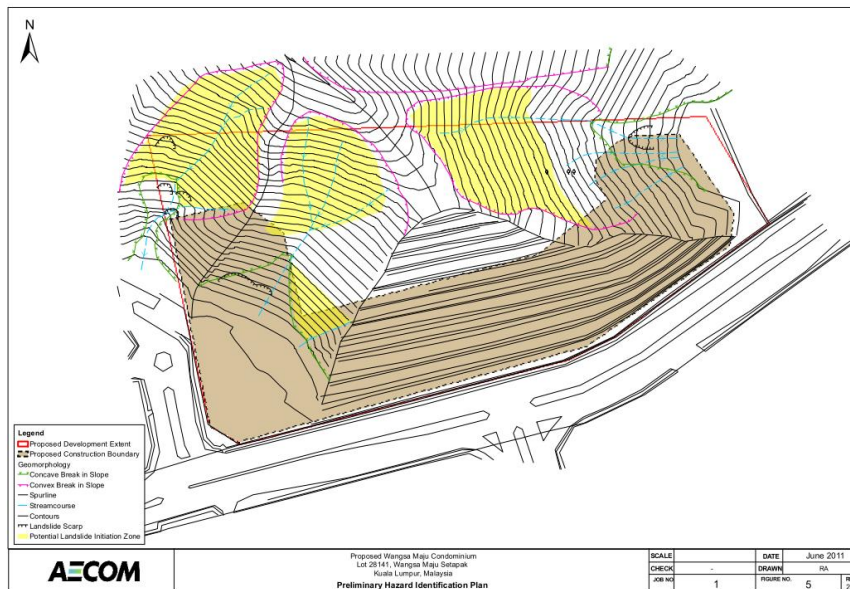 N
Legend
Proposed Development Extent
Proposed Construction Boundary
Geomorphology
Concave Break in Slope
Convex Break in Slope
Spurline
Streamcourse
Contours
Landslide Scarp
Potential Landslide Initiation Zone
AECOM
Proposed Wangsa Maju Condominium
Lot 28141, Wangsa Maju Setapak
Kuala Lumpur, Malaysia
Preliminary Hazard Identification Plan
SCALE DATE June 2011
CHECK - DRAWN RA
JOB NO 1 FIGURE NO. 5